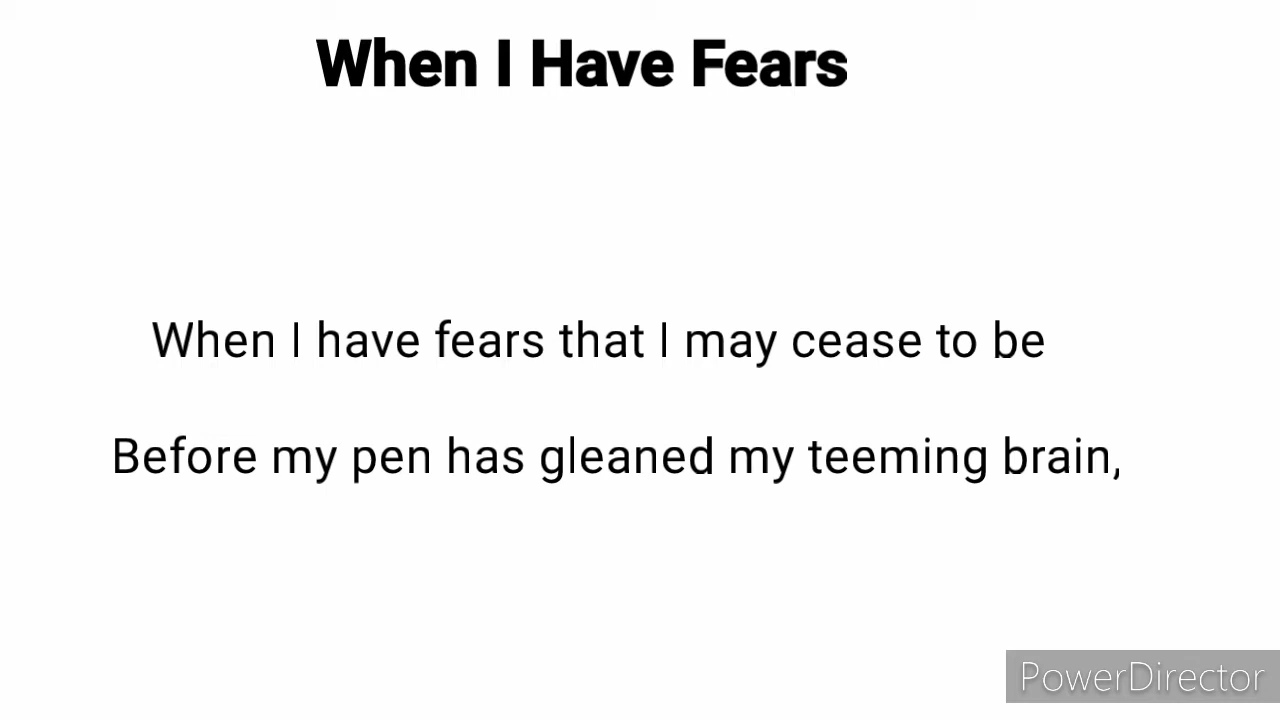 When I Have Fears
When I have fears that I may cease to be
Before my pen has gleaned my teeming brain,
PowerDirector